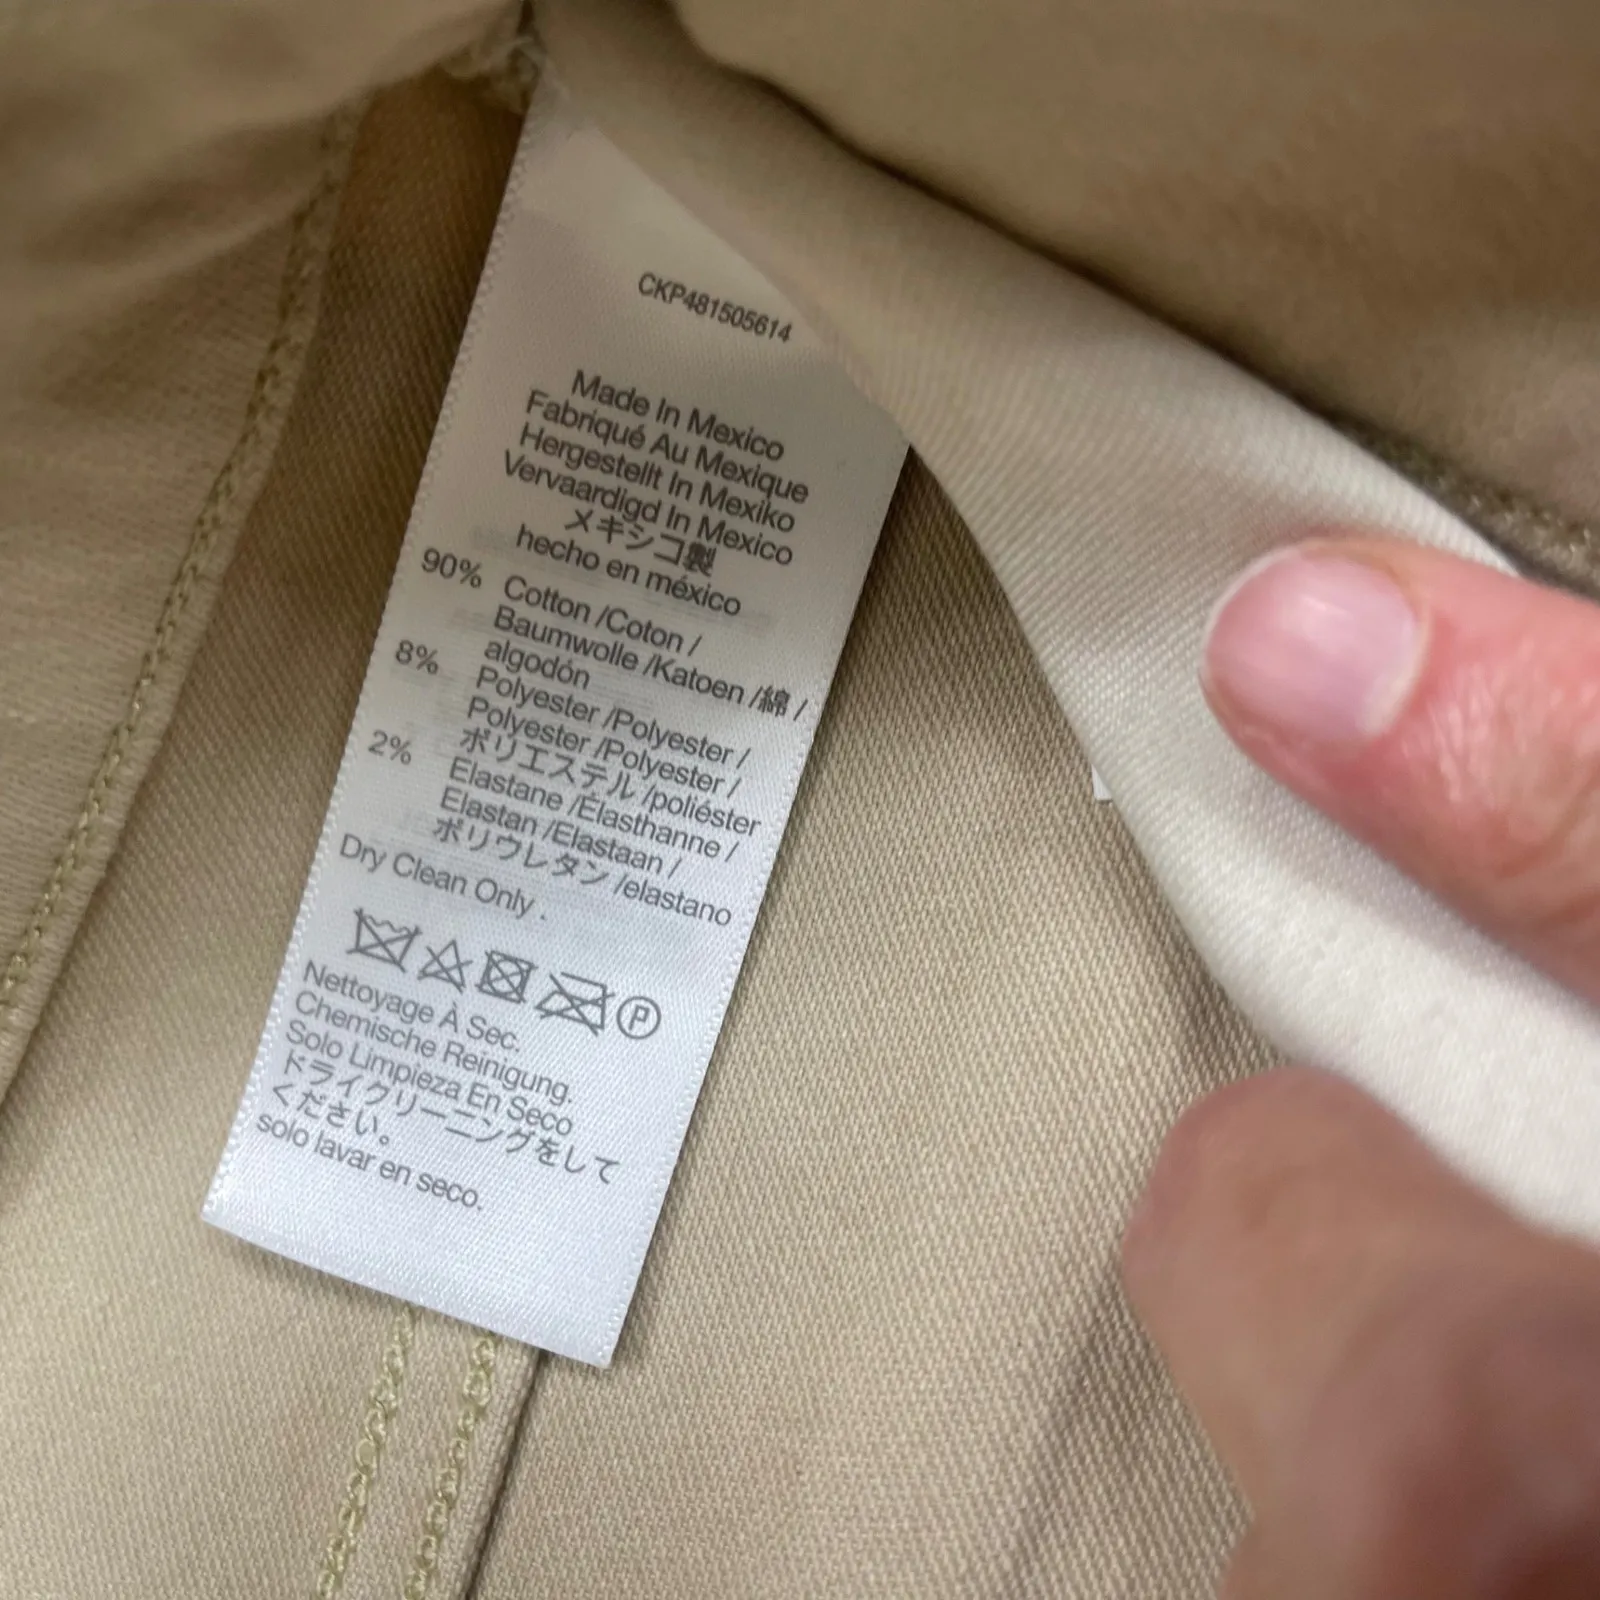 CKP481505614
Made In Mexico
Fabriqué Au Mexique
Hergestellt In Mexiko
Vervaardigd In Mexico
メキシコ製
hecho en méxico
90% Cotton /Coton /
Baumwolle /Katoen /綿 /
algodón
8% Polyester /Polyester /
Polyester /Polyester /
ポリエステル /poliéster
2% Elastane /Élasthanne /
Elastan /Elastaan /
ポリウレタン /elastano
Dry Clean Only .
P
Nettoyage À Sec.
Chemische Reinigung.
Solo Limpieza En Seco
ドライクリーニングをして
ください。
solo lavar en seco.